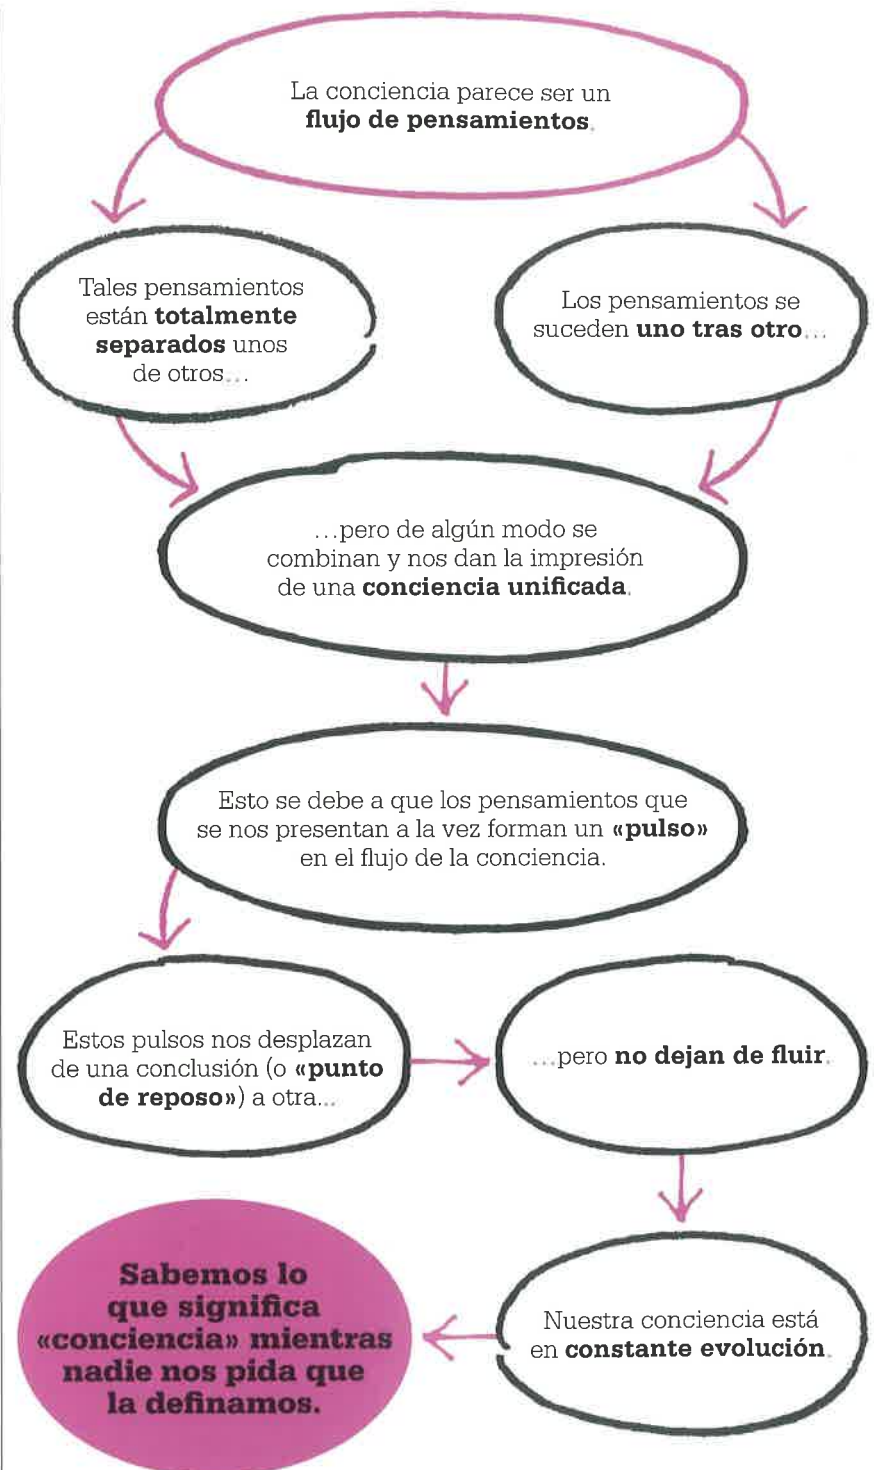 La conciencia parece ser un
flujo de pensamientos.
Tales pensamientos
están totalmente
separados unos
de otros...
Los pensamientos se
suceden uno tras otro...
...pero de algún modo se
combinan y nos dan la impresión
de una conciencia unificada.
Esto se debe a que los pensamientos que
se nos presentan a la vez forman un «pulso»
en el flujo de la conciencia.
Estos pulsos nos desplazan
de una conclusión (o «punto
de reposo») a otra...
...pero no dejan de fluir.
Nuestra conciencia está
en constante evolución.
Sabemos lo
que significa
«conciencia» mientras
nadie nos pida que
la definamos.